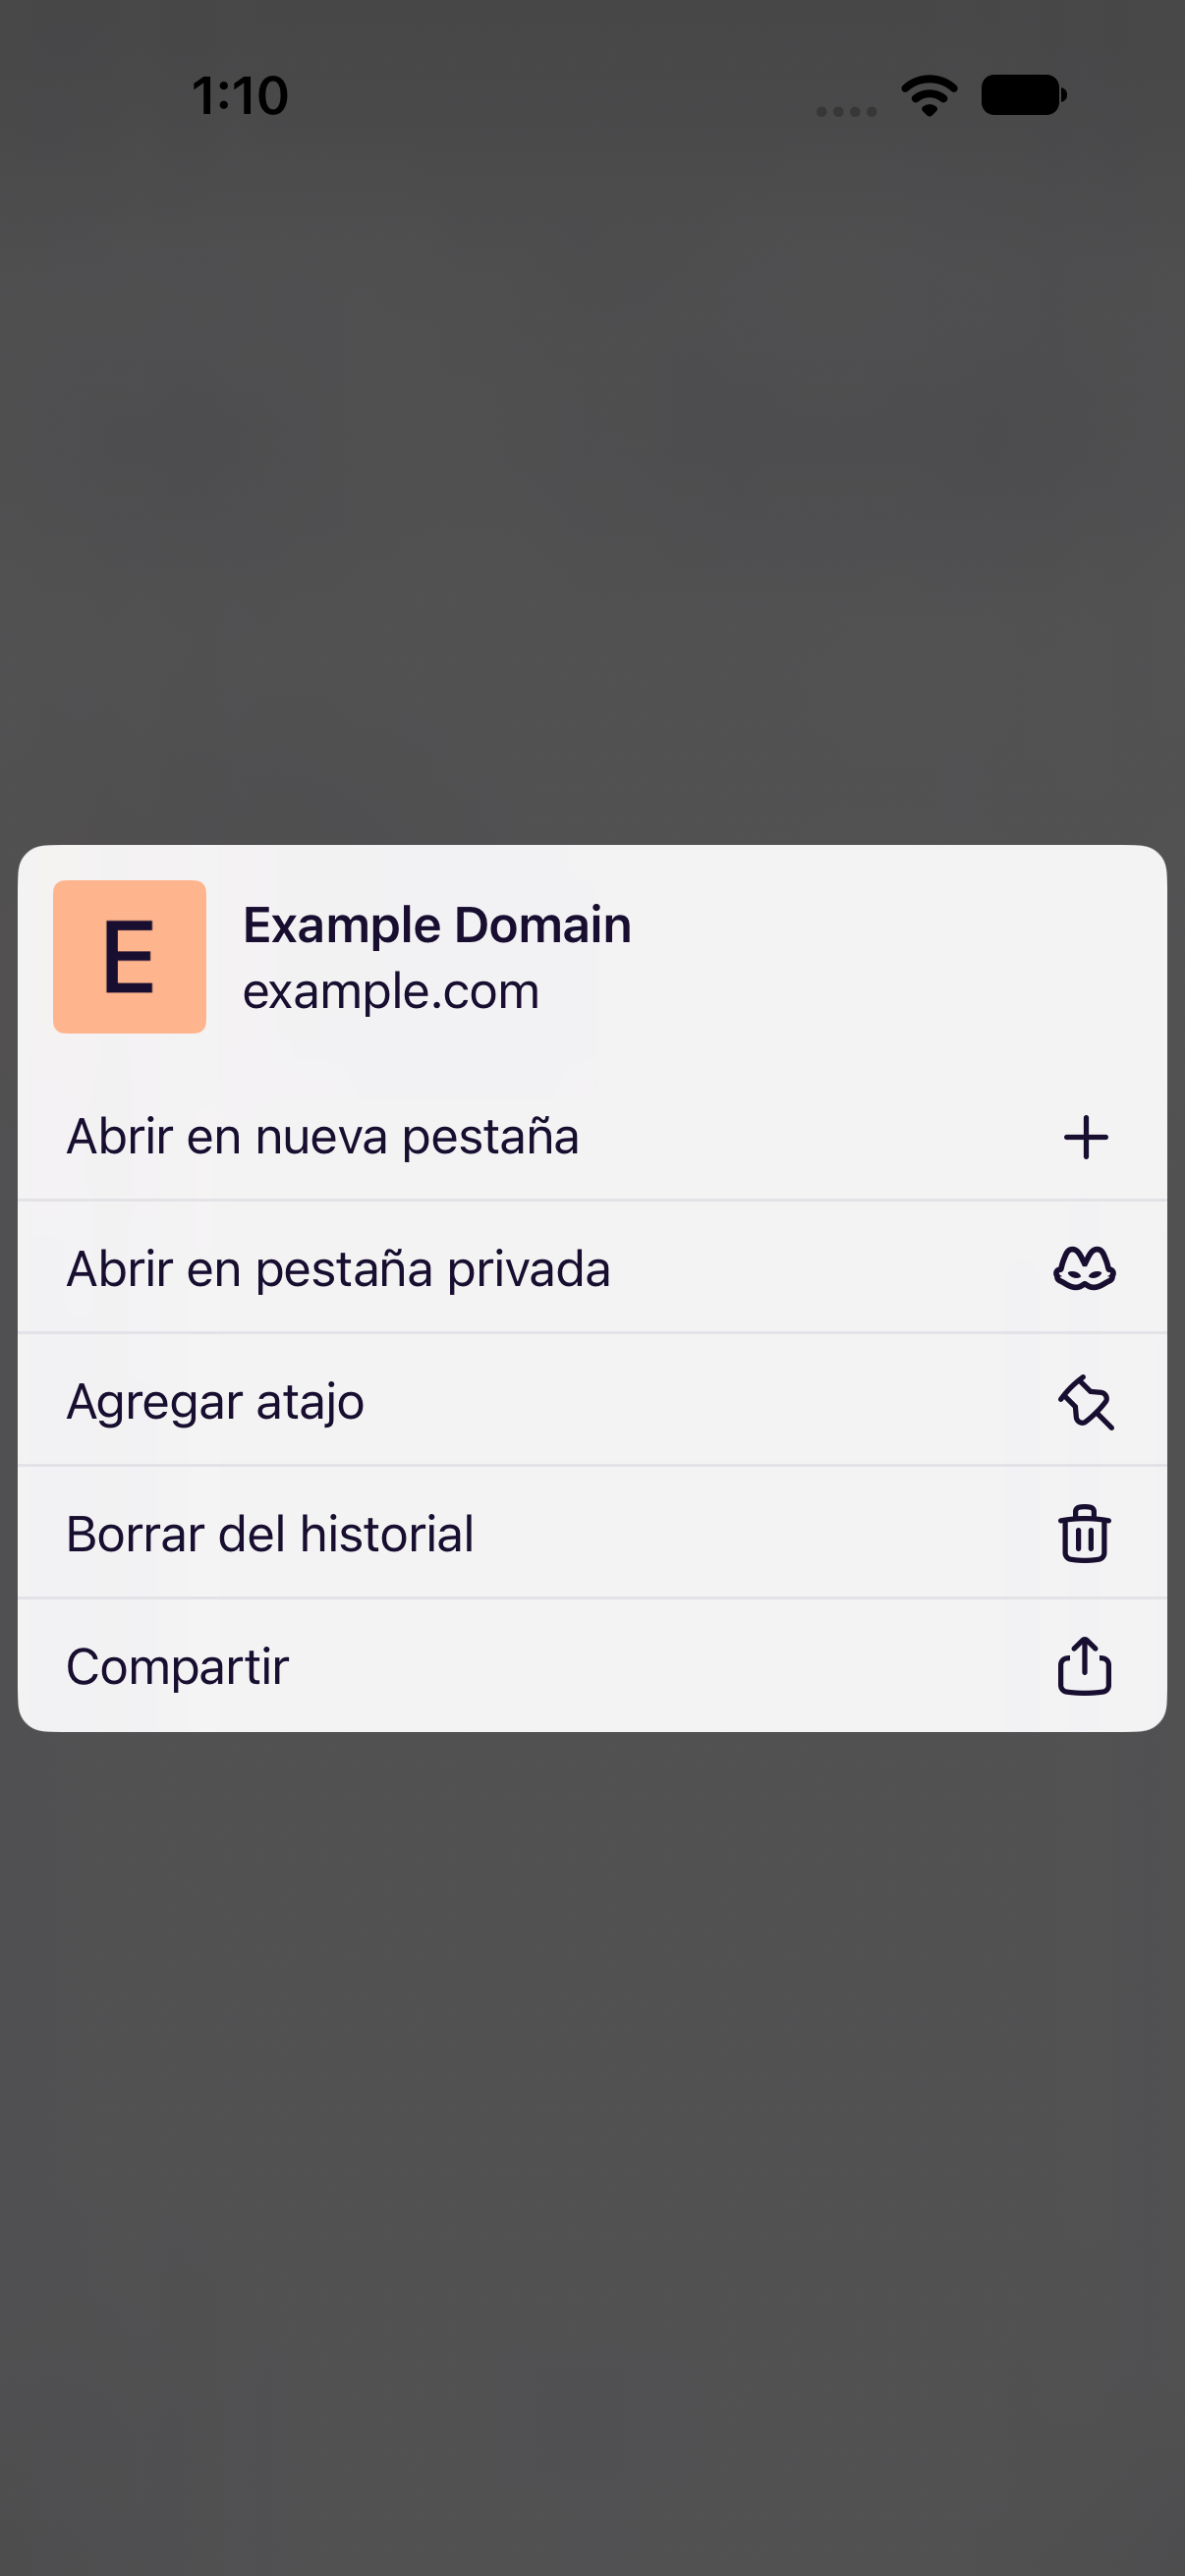 1:10
E
Example Domain
example.com
Abrir en nueva pestaña
Abrir en pestaña privada
Agregar atajo
Borrar del historial
Compartir